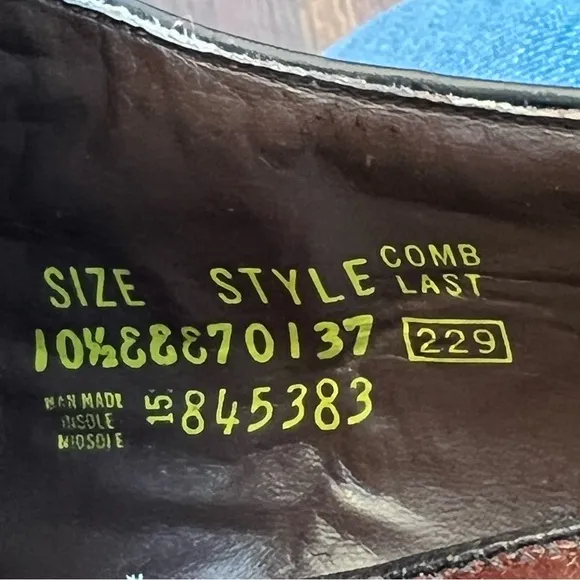 SIZE STYLE COMB LAST
10½EEE70137 229
MAN MADE 15 845383
INSOLE
MIDSOLE